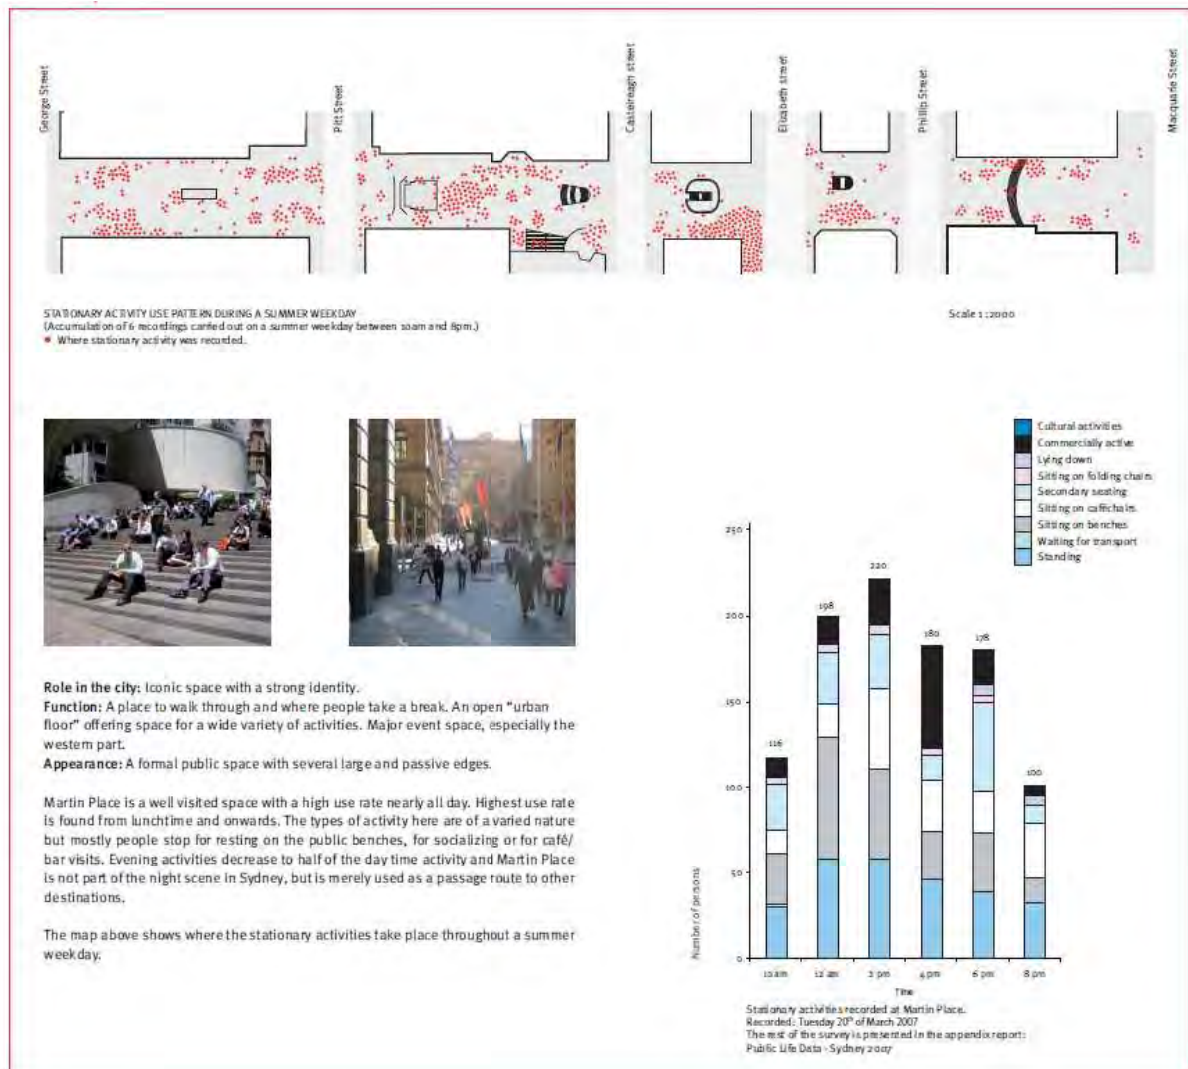 George Street
Pitt Street
Castelreagh street
Elizabeth street
Phillip Street
Macquarie Street
STATIONARY ACTIVITY USE PATTERN DURING A SUMMER WEEKDAY
(Accumulation of 6 recordings carried out on a summer weekday between 10am and 8pm.)
Where stationary activity was recorded.
Scale 1:2000
Cultural activities
Commercially active
Lying down
Sitting on folding chairs
Secondary seating
Sitting on caféchairs
Sitting on benches
Waiting for transport
Standing
Role in the city: Iconic space with a strong identity.
Function: A place to walk through and where people take a break. An open "urban
floor" offering space for a wide variety of activities. Major event space, especially the
western part.
Appearance: A formal public space with several large and passive edges.
Martin Place is a well visited space with a high use rate nearly all day. Highest use rate
is found from lunchtime and onwards. The types of activity here are of a varied nature
but mostly people stop for resting on the public benches, for socializing or for café/
bar visits. Evening activities decrease to half of the day time activity and Martin Place
is not part of the night scene in Sydney, but is merely used as a passage route to other
destinations.
The map above shows where the stationary activities take place throughout a summer
weekday.
Number of persons
250
200
150
100
50
0
116
198
220
180
178
100
10 am
12 am
2 pm
4 pm
6 pm
8 pm
Time
Stationary activities recorded at Martin Place.
Recorded: Tuesday 20th of March 2007
The rest of the survey is presented in the appendix report:
Public Life Data - Sydney 2007